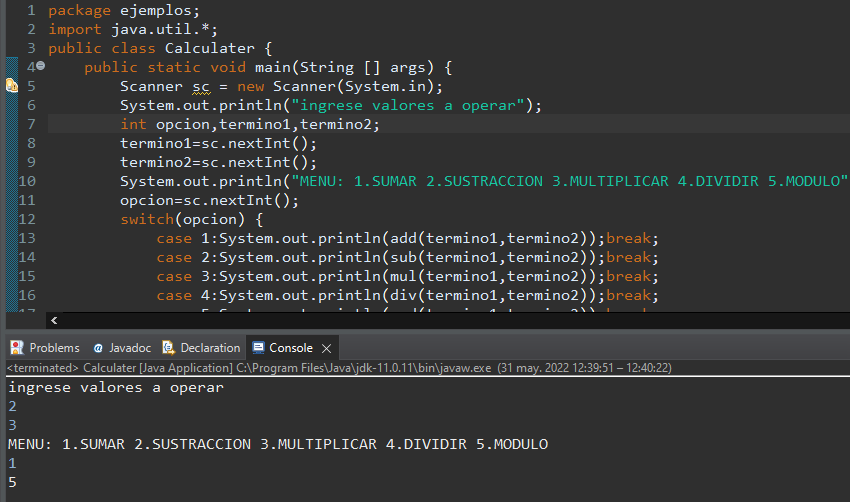 1 package ejemplos;
2 import java.util.*;
3 public class Calculater {
4 public static void main(String [] args) {
5 Scanner sc = new Scanner(System.in);
6 System.out.println("ingrese valores a operar");
7 int opcion,termino1,termino2;
8 termino1=sc.nextInt();
9 termino2=sc.nextInt();
10 System.out.println("MENU: 1.SUMAR 2.SUSTRACCION 3.MULTIPLICAR 4.DIVIDIR 5.MODULO"
11 opcion=sc.nextInt();
12 switch(opcion) {
13 case 1:System.out.println(add(termino1,termino2));break;
14 case 2:System.out.println(sub(termino1,termino2));break;
15 case 3:System.out.println(mul(termino1,termino2));break;
16 case 4:System.out.println(div(termino1,termino2));break;
Problems @ Javadoc Declaration Console
<terminated> Calculater [Java Application] C:\Program Files\Java\jdk-11.0.11\bin\javaw.exe (31 may. 2022 12:39:51 – 12:40:22)
ingrese valores a operar
2
3
MENU: 1.SUMAR 2.SUSTRACCION 3.MULTIPLICAR 4.DIVIDIR 5.MODULO
1
5